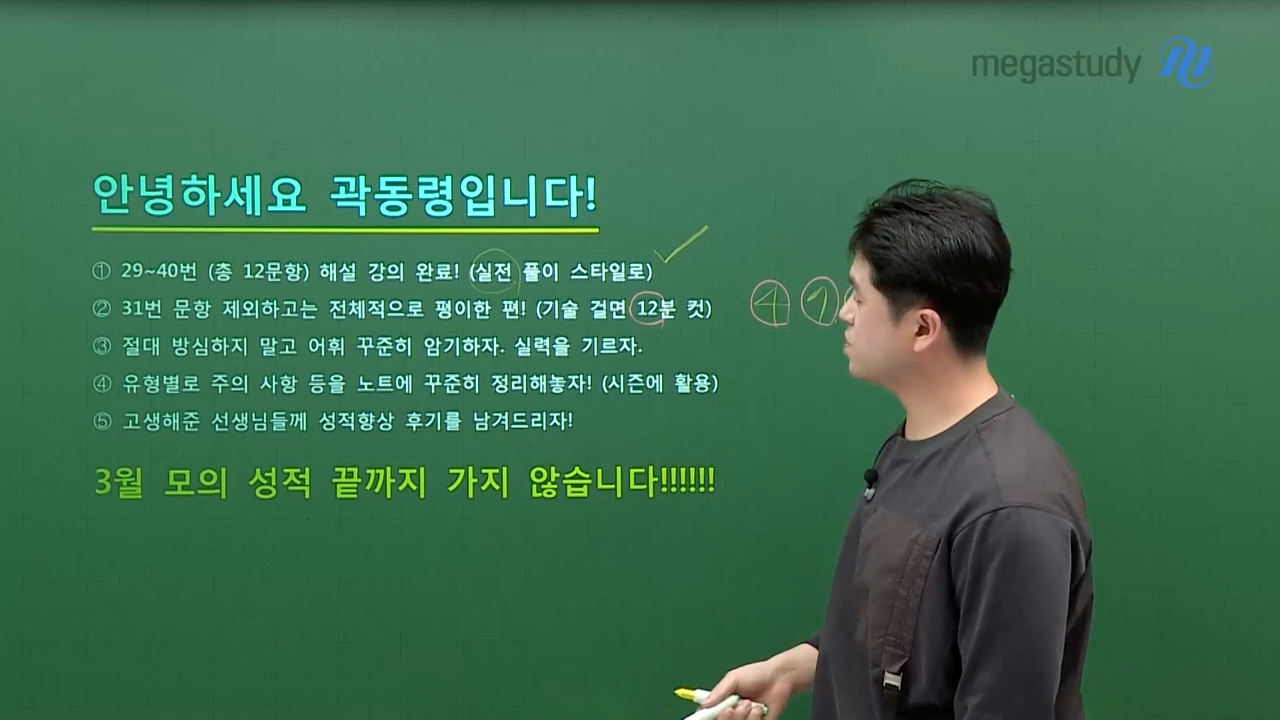 megastudy
안녕하세요 곽동령입니다!
① 29~40번 (총 12문항) 해설 강의 완료! (실전 풀이 스타일로)
② 31번 문항 제외하고는 전체적으로 평이한 편! (기술 걸면 12분 컷) ④ ①
③ 절대 방심하지 말고 어휘 꾸준히 암기하자. 실력을 기르자.
④ 유형별로 주의 사항 등을 노트에 꾸준히 정리해놓자! (시즌에 활용)
⑤ 고생해준 선생님들께 성적향상 후기를 남겨드리자!
3월 모의 성적 끝까지 가지 않습니다!!!!!!